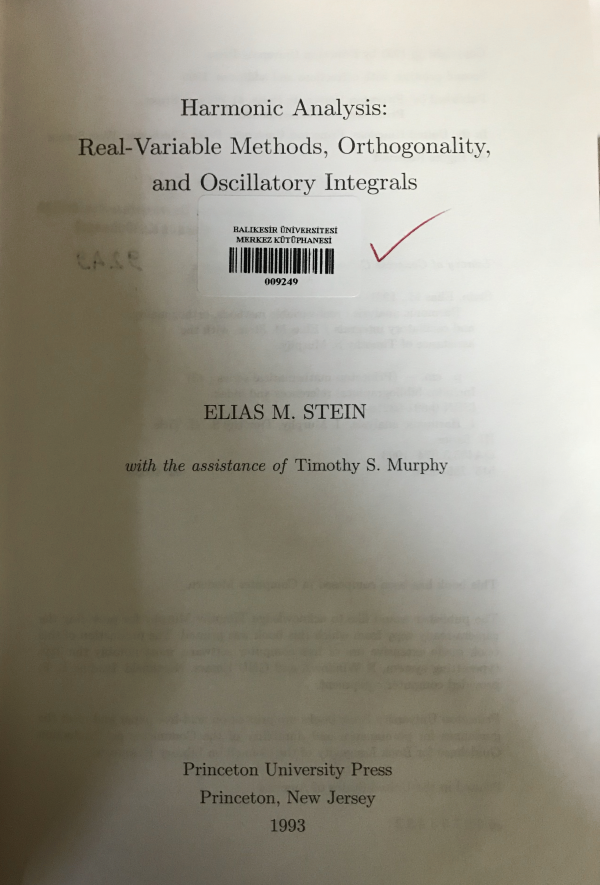 Harmonic Analysis:
Real-Variable Methods, Orthogonality,
and Oscillatory Integrals
BALIKESİR ÜNİVERSİTESİ
MERKEZ KÜTÜPHANESİ
009249
ELIAS M. STEIN
with the assistance of Timothy S. Murphy
Princeton University Press
Princeton, New Jersey
1993